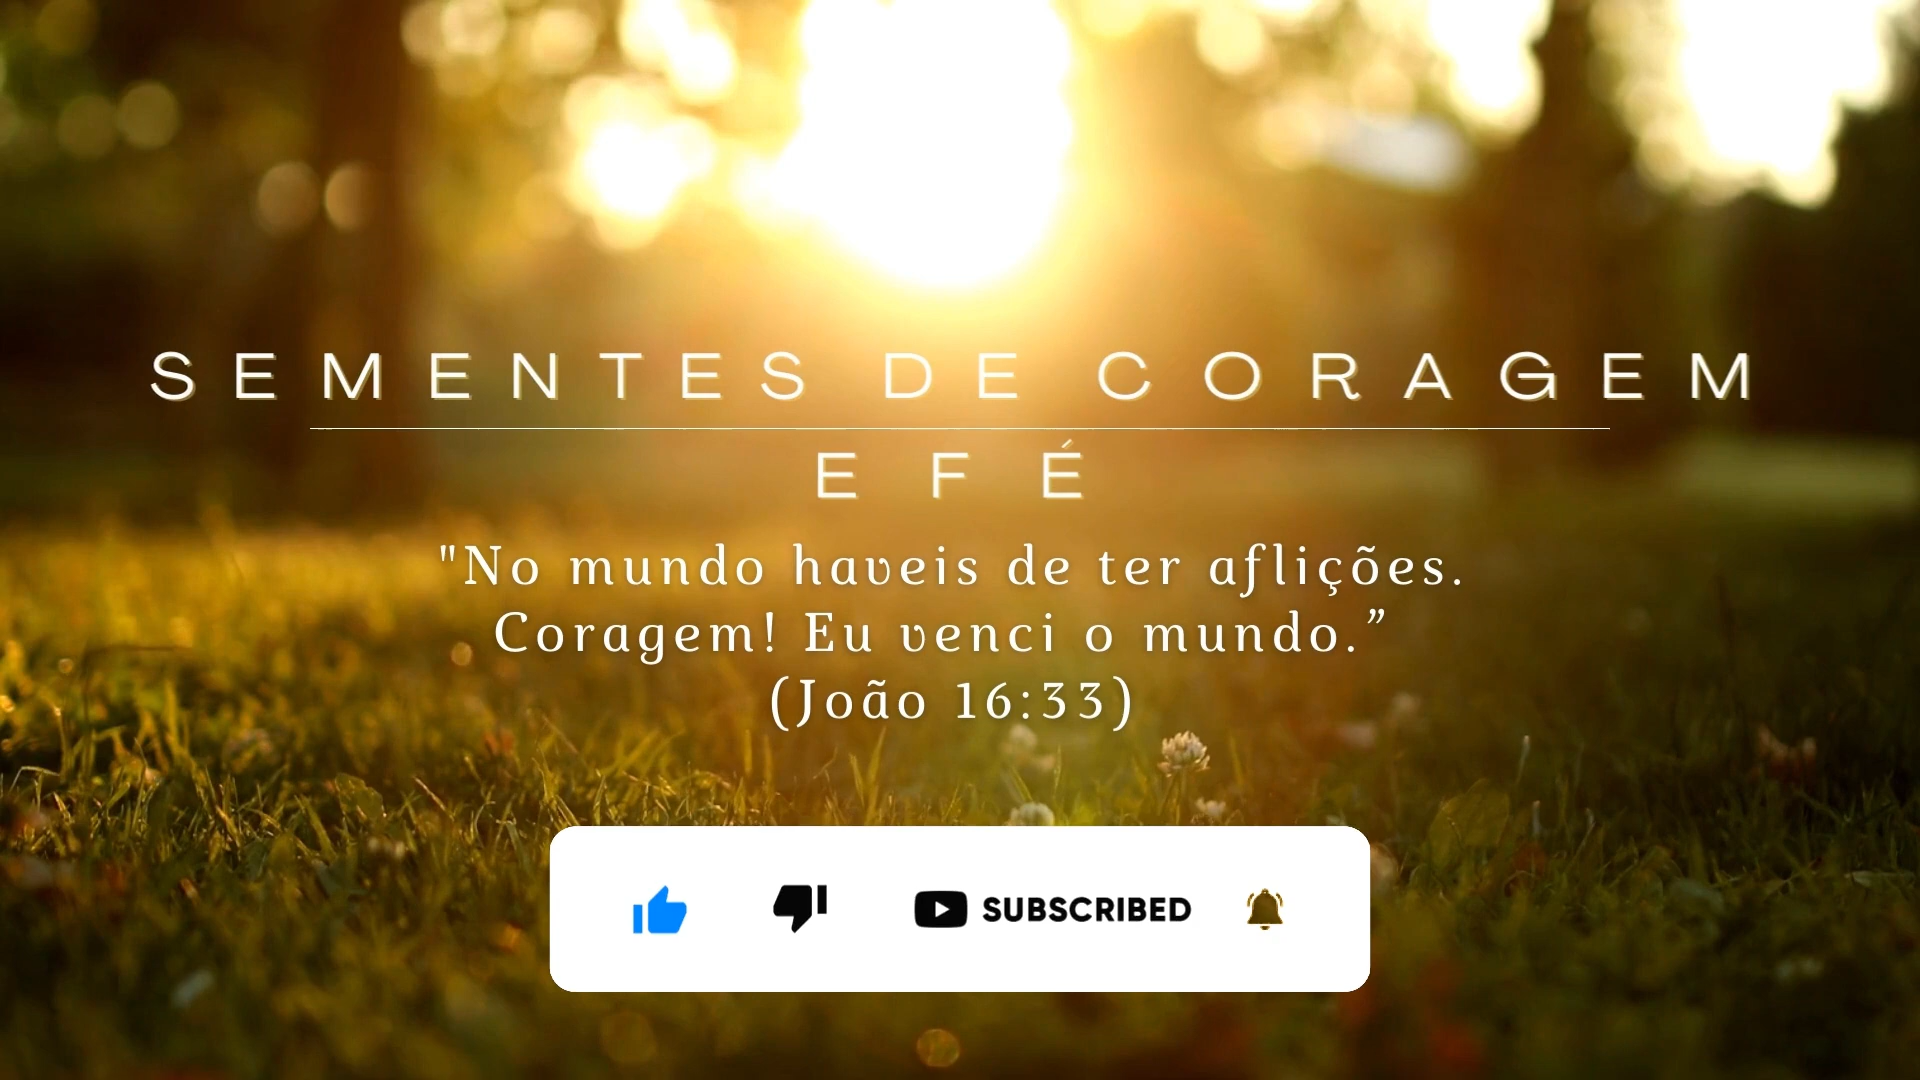 SEMENTES DE CORAGEM
E FÉ
"No mundo haveis de ter aflições.
Coragem! Eu venci o mundo.”
(João 16:33)
SUBSCRIBED